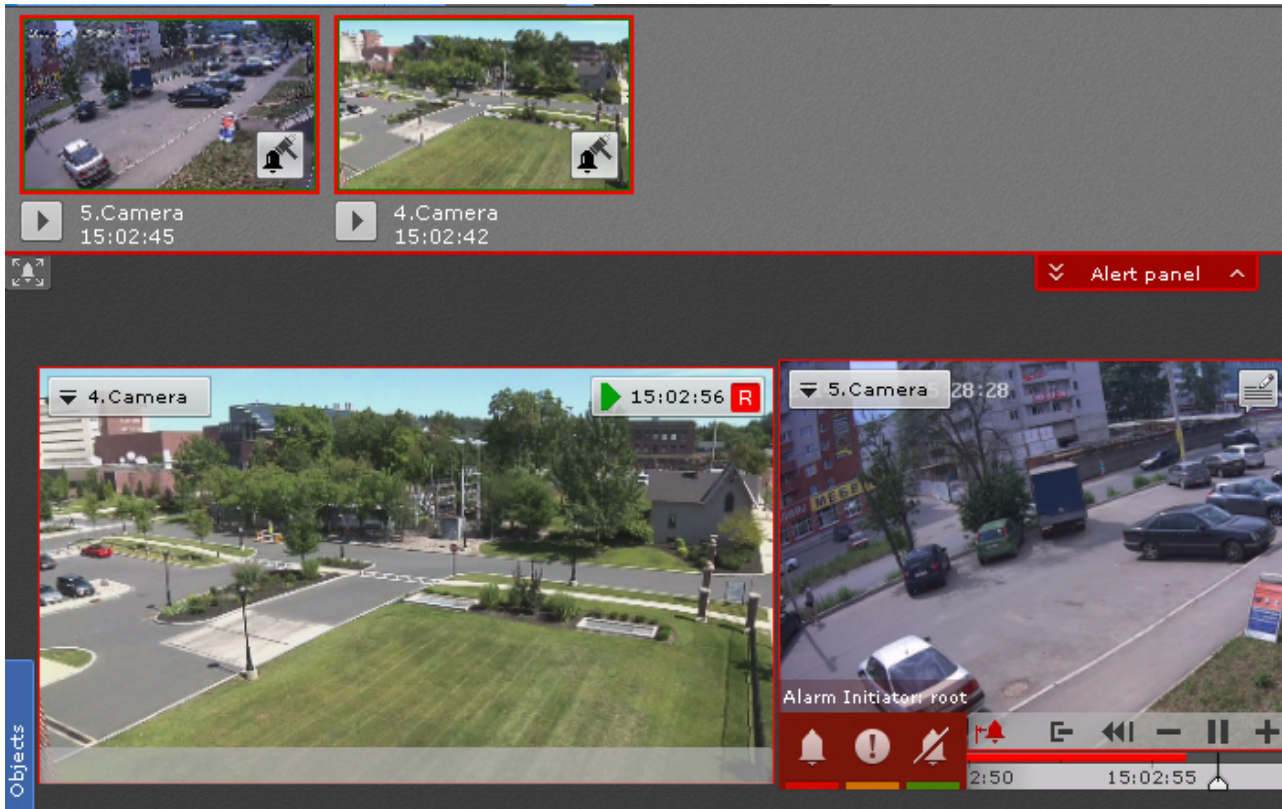 5.Camera
15:02:45
4.Camera
15:02:42
Alert panel
4.Camera
15:02:56 R
5.Camera
28:28
МЕБЕ
Alarm Initiator: root
Objects
2:50
15:02:55